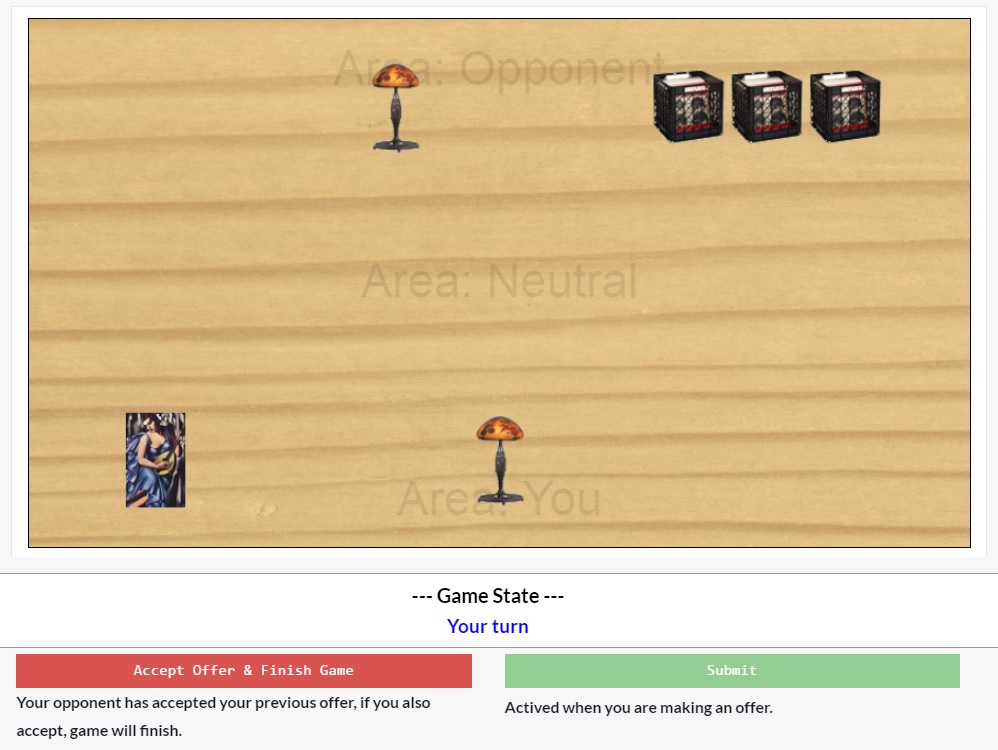 Area: Opponent
Area: Neutral
Area: You
--- Game State ---
Your turn
Accept Offer & Finish Game
Submit
Your opponent has accepted your previous offer, if you also
accept, game will finish.
Actived when you are making an offer.